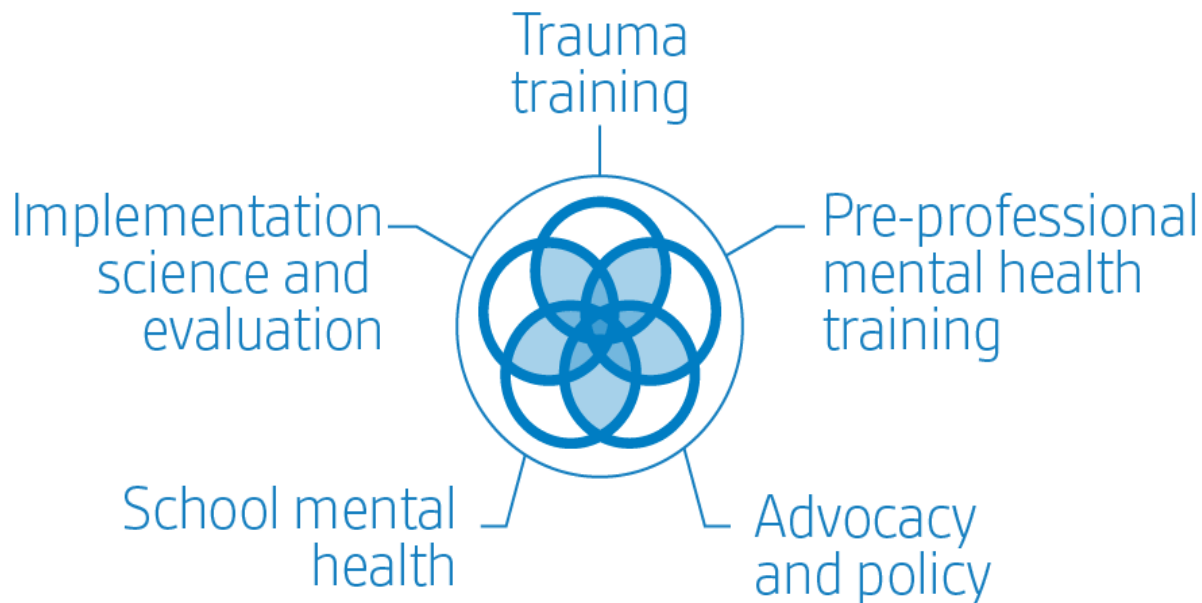 Trauma
training
Implementation
science and
evaluation
Pre-professional
mental health
training
School mental
health
Advocacy
and policy